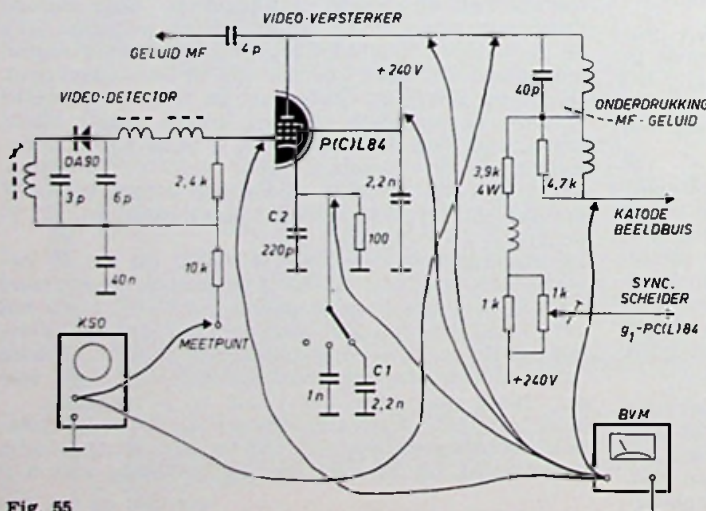 VIDEO-VERSTERKER
GELUID MF
4p
+240V
VIDEO-DETECTOR
40p
ONDERDRUKKING
MF-GELUID
P(C)L84
OA90
3p
6p
2,4k
2,2n
3,9k
4W
4,7k
C2
220p
100
KATODE
BEELDBUIS
40n
10k
1k
1k
SYNC.
SCHEIDER
g1-PC(L)84
KSO
MEETPUNT
C1
1n
2,2n
+240V
BVM
Fig. 55